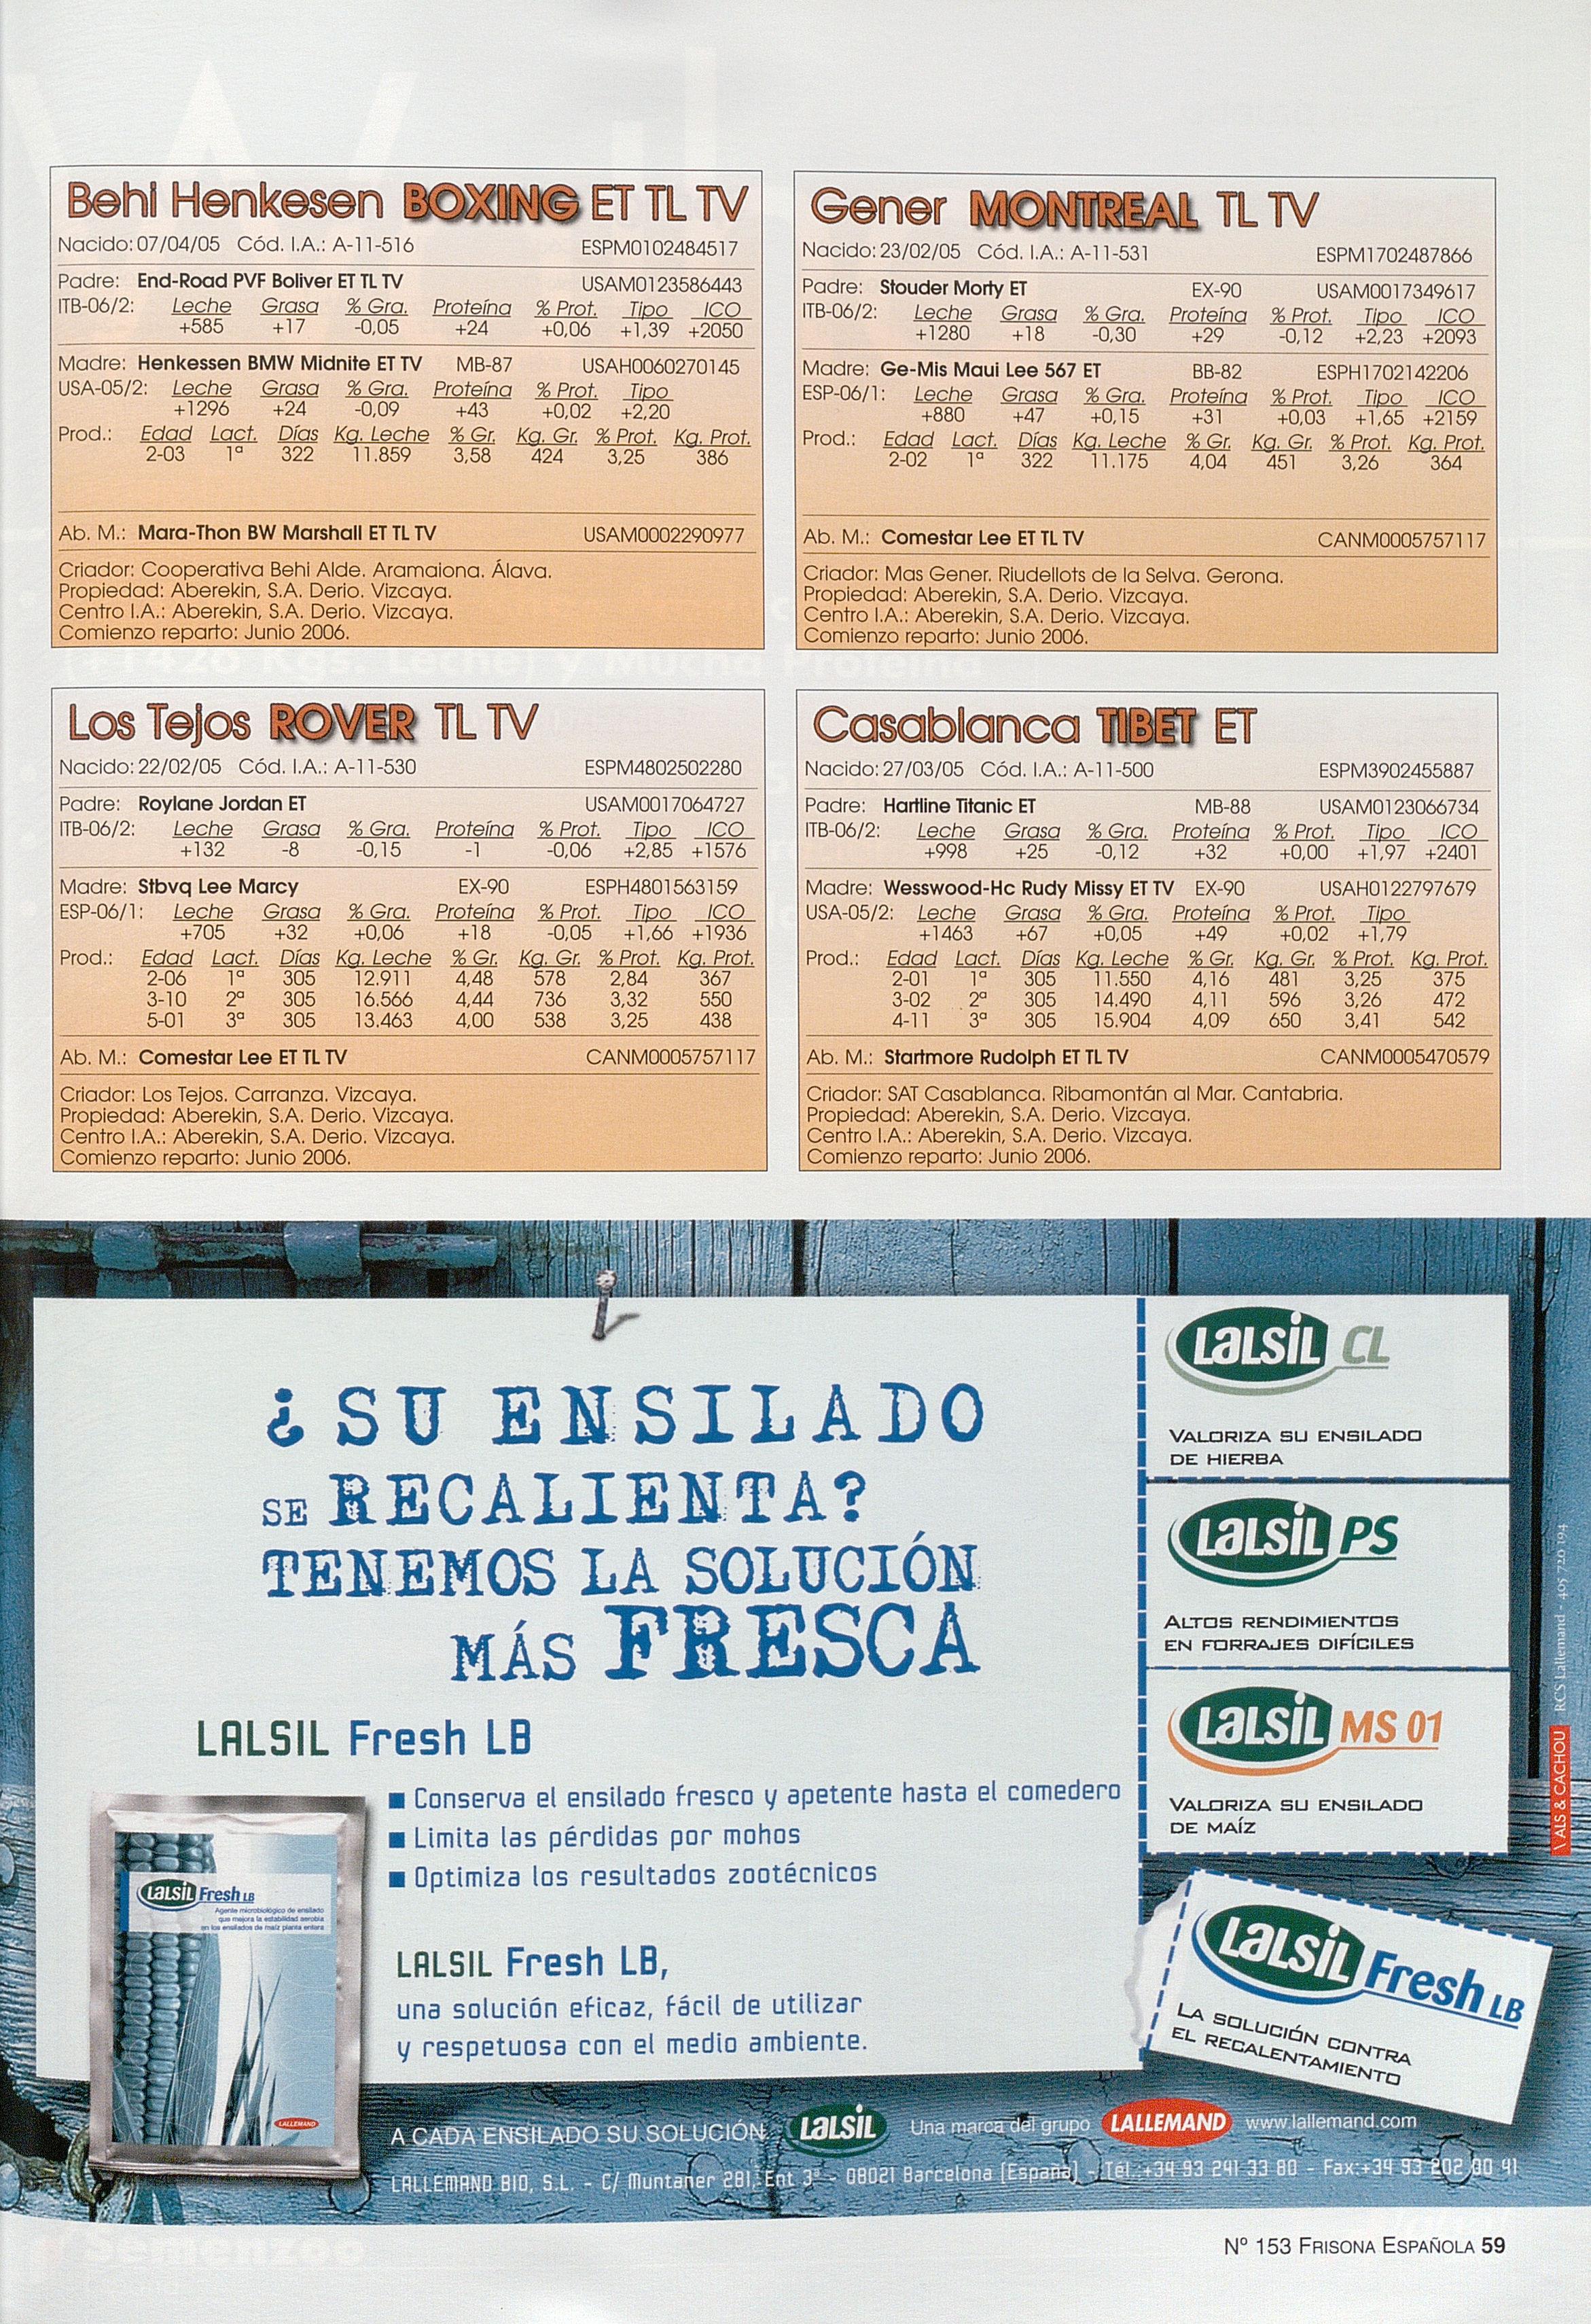 Behi Henkesen BOXING ET TL TV
Nacido: 07/04/05 Cód. I.A.: A-11-516 ESPM0102484517
Padre: End-Road PVF Boliver ET TL TV USAM0123586443
ITB-06/2: Leche Grasa % Gra. Proteína % Prot. Tipo ICO
+585 +17 -0,05 +24 +0,06 +1,39 +2050
Madre: Henkessen BMW Midnite ET TV MB-87 USAH0060270145
USA-05/2: Leche Grasa % Gra. Proteína % Prot. Tipo
+1296 +24 -0,09 +43 +0,02 +2,20
Prod.: Edad Lact. Días Kg. Leche % Gr. Kg. Gr. % Prot. Kg. Prot.
2-03 1ª 322 11.859 3,58 424 3,25 386
Ab. M.: Mara-Thon BW Marshall ET TL TV USAM0002290977
Criador: Cooperativa Behi Alde. Aramaiona. Álava.
Propiedad: Aberekin, S.A. Derio. Vizcaya.
Centro I.A.: Aberekin, S.A. Derio. Vizcaya.
Comienzo reparto: Junio 2006.
Gener MONTREAL TL TV
Nacido: 23/02/05 Cód. I.A.: A-11-531 ESPM1702487866
Padre: Stouder Morty ET EX-90 USAM0017349617
ITB-06/2: Leche Grasa % Gra. Proteína % Prot. Tipo ICO
+1280 +18 -0,30 +29 -0,12 +2,23 +2093
Madre: Ge-Mis Maui Lee 567 ET BB-82 ESPH1702142206
ESP-06/1: Leche Grasa % Gra. Proteína % Prot. Tipo ICO
+880 +47 +0,15 +31 +0,03 +1,65 +2159
Prod.: Edad Lact. Días Kg. Leche % Gr. Kg. Gr. % Prot. Kg. Prot.
2-02 1ª 322 11.175 4,04 451 3,26 364
Ab. M.: Comestar Lee ET TL TV CANM0005757117
Criador: Mas Gener. Riudellots de la Selva. Gerona.
Propiedad: Aberekin, S.A. Derio. Vizcaya.
Centro I.A.: Aberekin, S.A. Derio. Vizcaya.
Comienzo reparto: Junio 2006.
Los Tejos ROVER TL TV
Nacido: 22/02/05 Cód. I.A.: A-11-530 ESPM4802502280
Padre: Roylane Jordan ET USAM0017064727
ITB-06/2: Leche Grasa % Gra. Proteína % Prot. Tipo ICO
+132 -8 -0,15 -1 -0,06 +2,85 +1576
Madre: Stbvq Lee Marcy EX-90 ESPH4801563159
ESP-06/1: Leche Grasa % Gra. Proteína % Prot. Tipo ICO
+705 +32 +0,06 +18 -0,05 +1,66 +1936
Prod.: Edad Lact. Días Kg. Leche % Gr. Kg. Gr. % Prot. Kg. Prot.
2-06 1ª 305 12.911 4,48 578 2,84 367
3-10 2ª 305 16.566 4,44 736 3,32 550
5-01 3ª 305 13.463 4,00 538 3,25 438
Ab. M.: Comestar Lee ET TL TV CANM0005757117
Criador: Los Tejos. Carranza. Vizcaya.
Propiedad: Aberekin, S.A. Derio. Vizcaya.
Centro I.A.: Aberekin, S.A. Derio. Vizcaya.
Comienzo reparto: Junio 2006.
Casablanca TIBET ET
Nacido: 27/03/05 Cód. I.A.: A-11-500 ESPM3902455887
Padre: Hartline Titanic ET MB-88 USAM0123066734
ITB-06/2: Leche Grasa % Gra. Proteína % Prot. Tipo ICO
+998 +25 -0,12 +32 +0,00 +1,97 +2401
Madre: Wesswood-Hc Rudy Missy ET TV EX-90 USAH0122797679
USA-05/2: Leche Grasa % Gra. Proteína % Prot. Tipo
+1463 +67 +0,05 +49 +0,02 +1,79
Prod.: Edad Lact. Días Kg. Leche % Gr. Kg. Gr. % Prot. Kg. Prot.
2-01 1ª 305 11.550 4,16 481 3,25 375
3-02 2ª 305 14.490 4,11 596 3,26 472
4-11 3ª 305 15.904 4,09 650 3,41 542
Ab. M.: Startmore Rudolph ET TL TV CANM0005470579
Criador: SAT Casablanca. Ribamontán al Mar. Cantabria.
Propiedad: Aberekin, S.A. Derio. Vizcaya.
Centro I.A.: Aberekin, S.A. Derio. Vizcaya.
Comienzo reparto: Junio 2006.
¿SU ENSILADO
SE RECALIENTA?
TENEMOS LA SOLUCIÓN
MÁS FRESCA
LALSIL Fresh LB
Conserva el ensilado fresco y apetente hasta el comedero
Limita las pérdidas por mohos
Optimiza los resultados zootécnicos
LALSIL Fresh LB
Agente microbiológico de ensilado
que mejora la estabilidad aerobia
en los ensilados de maíz planta entera
LALLEMAND
LALSIL Fresh LB,
una solución eficaz, fácil de utilizar
y respetuosa con el medio ambiente.
LALSIL CL
VALORIZA SU ENSILADO
DE HIERBA
LALSIL PS
ALTOS RENDIMIENTOS
EN FORRAJES DIFÍCILES
LALSIL MS 01
VALORIZA SU ENSILADO
DE MAÍZ
LALSIL Fresh LB
LA SOLUCIÓN CONTRA
EL RECALENTAMIENTO
\ ALS & CACHOU - RCS Lallemand - 405 720 194
A CADA ENSILADO SU SOLUCIÓN LALSIL Una marca del grupo LALLEMAND www.lallemand.com
LALLEMAND BIO, S.L. - C/ Muntaner 281, Ent 3ª - 08021 Barcelona (España) - Tél.:+34 93 241 33 80 - Fax:+34 93 202 00 41
Nº 153 FRISONA ESPAÑOLA 59